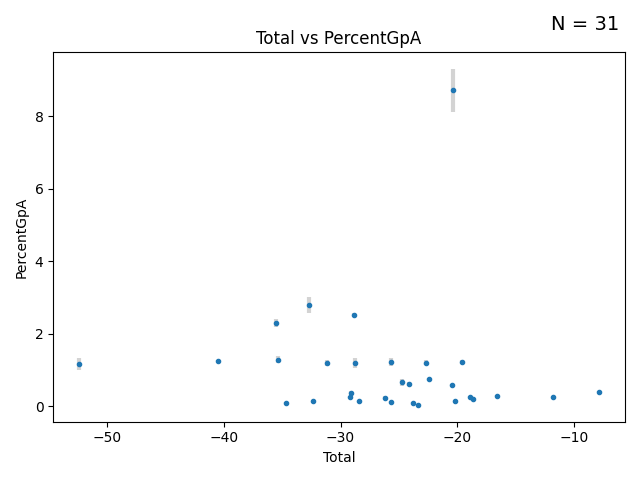 N = 31
Total vs PercentGpA
PercentGpA
8
6
4
2
0
−50 −40 −30 −20 −10
Total